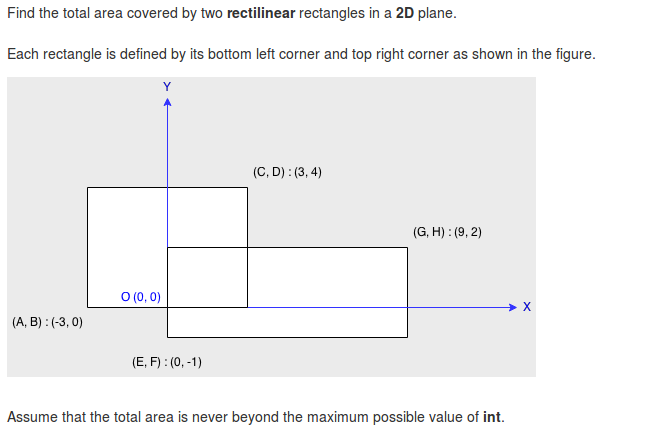 Find the total area covered by two rectilinear rectangles in a 2D plane.
Each rectangle is defined by its bottom left corner and top right corner as shown in the figure.
Y
(C, D) : (3, 4)
(G, H) : (9, 2)
O (0, 0)
X
(A, B) : (-3, 0)
(E, F) : (0, -1)
Assume that the total area is never beyond the maximum possible value of int.